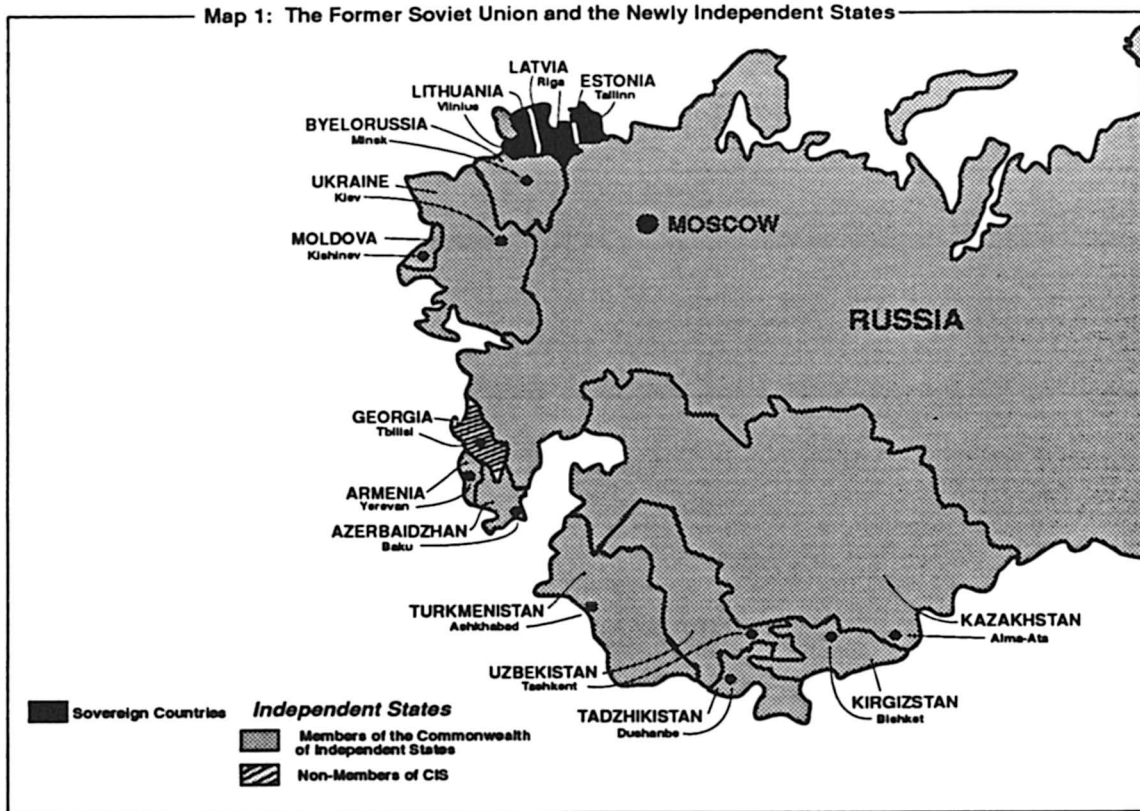 Map 1: The Former Soviet Union and the Newly Independent States
LATVIA
Riga
ESTONIA
Tallinn
LITHUANIA
Vilnius
BYELORUSSIA
Minsk
UKRAINE
Kiev
MOSCOW
MOLDOVA
Kishinev
RUSSIA
GEORGIA
Tbilisi
ARMENIA
Yerevan
AZERBAIDZHAN
Baku
TURKMENISTAN
Ashkhabad
KAZAKHSTAN
Alma-Ata
UZBEKISTAN
Tashkent
KIRGIZSTAN
Bishket
TADZHIKISTAN
Dushanbe
Sovereign Countries
Independent States
Members of the Commonwealth
of Independent States
Non-Members of CIS